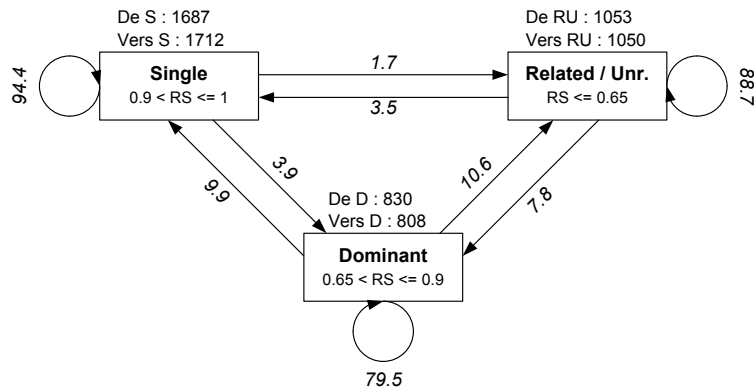 De S : 1687
Vers S : 1712
Single
0.9 < RS <= 1
94.4
1.7
3.5
De RU : 1053
Vers RU : 1050
Related / Unr.
RS <= 0.65
88.7
3.9
9.9
10.6
7.8
De D : 830
Vers D : 808
Dominant
0.65 < RS <= 0.9
79.5